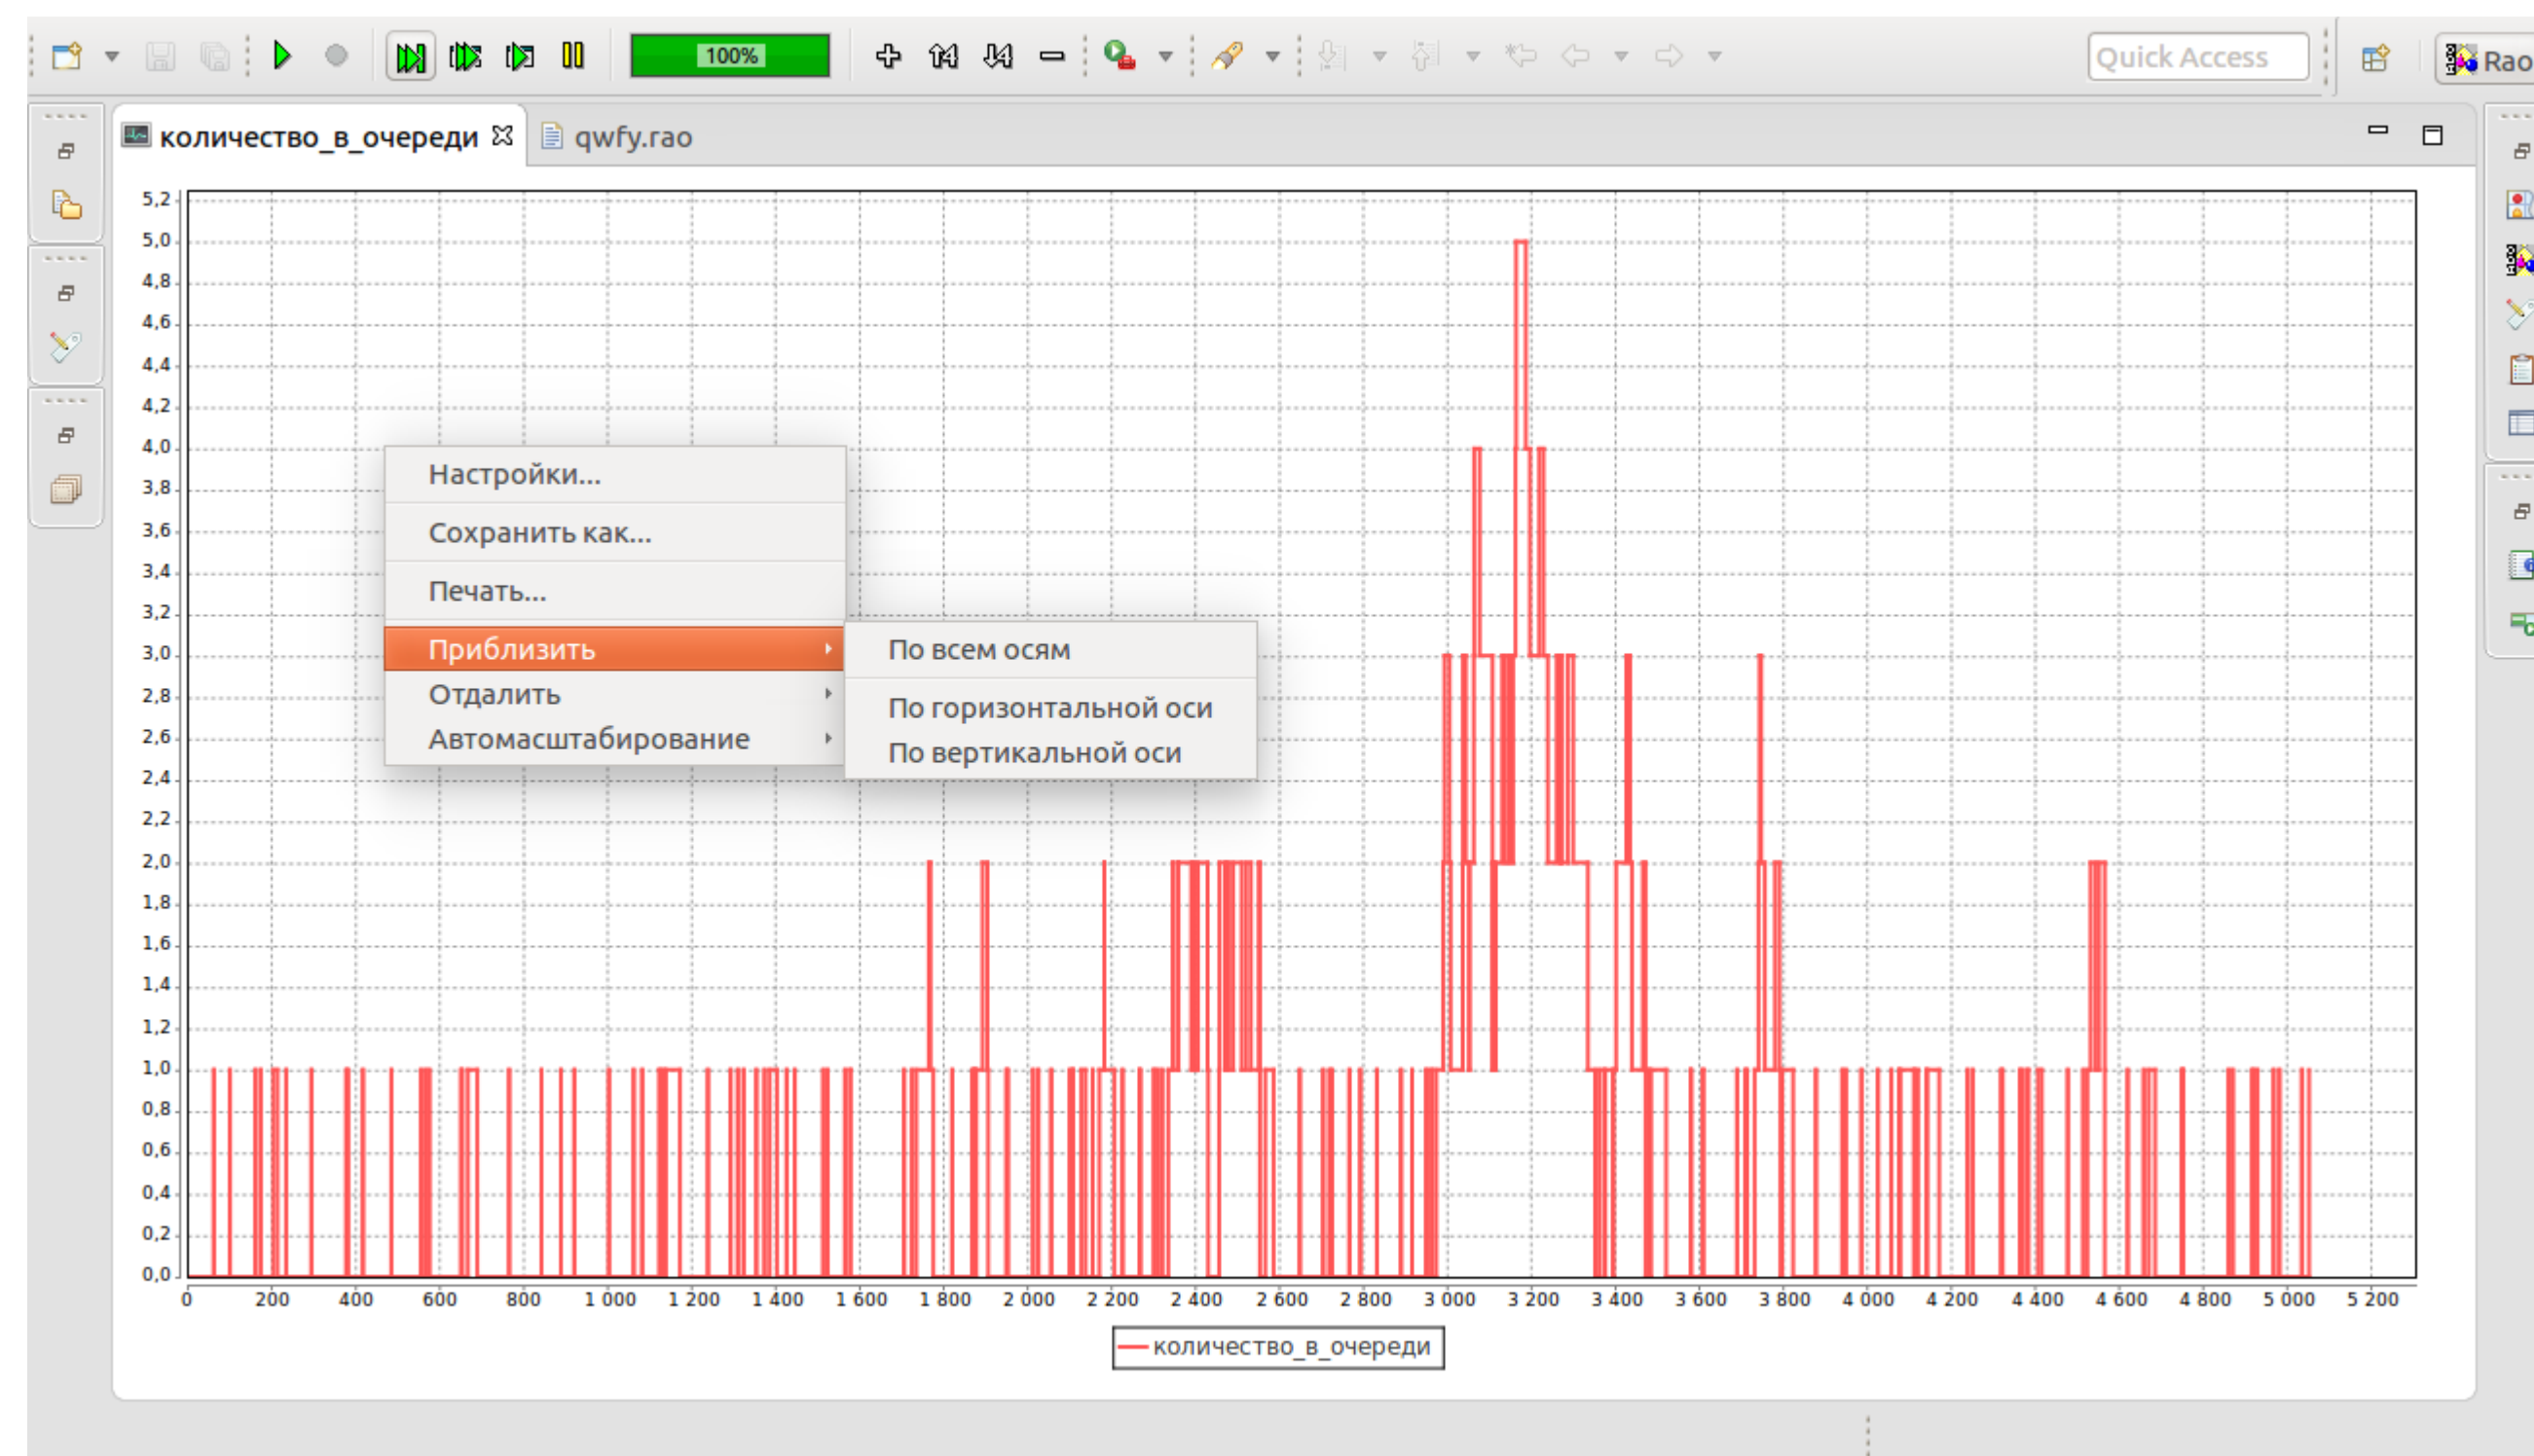 100%
Quick Access
Rao
количество_в_очереди
qwfy.rao
5,2
5,0
4,8
4,6
4,4
4,2
4,0
3,8
3,6
3,4
3,2
3,0
2,8
2,6
2,4
2,2
2,0
1,8
1,6
1,4
1,2
1,0
0,8
0,6
0,4
0,2
0,0
Настройки...
Сохранить как...
Печать...
Приблизить
Отдалить
Автомасштабирование
По всем осям
По горизонтальной оси
По вертикальной оси
0 200 400 600 800 1 000 1 200 1 400 1 600 1 800 2 000 2 200 2 400 2 600 2 800 3 000 3 200 3 400 3 600 3 800 4 000 4 200 4 400 4 600 4 800 5 000 5 200
количество_в_очереди